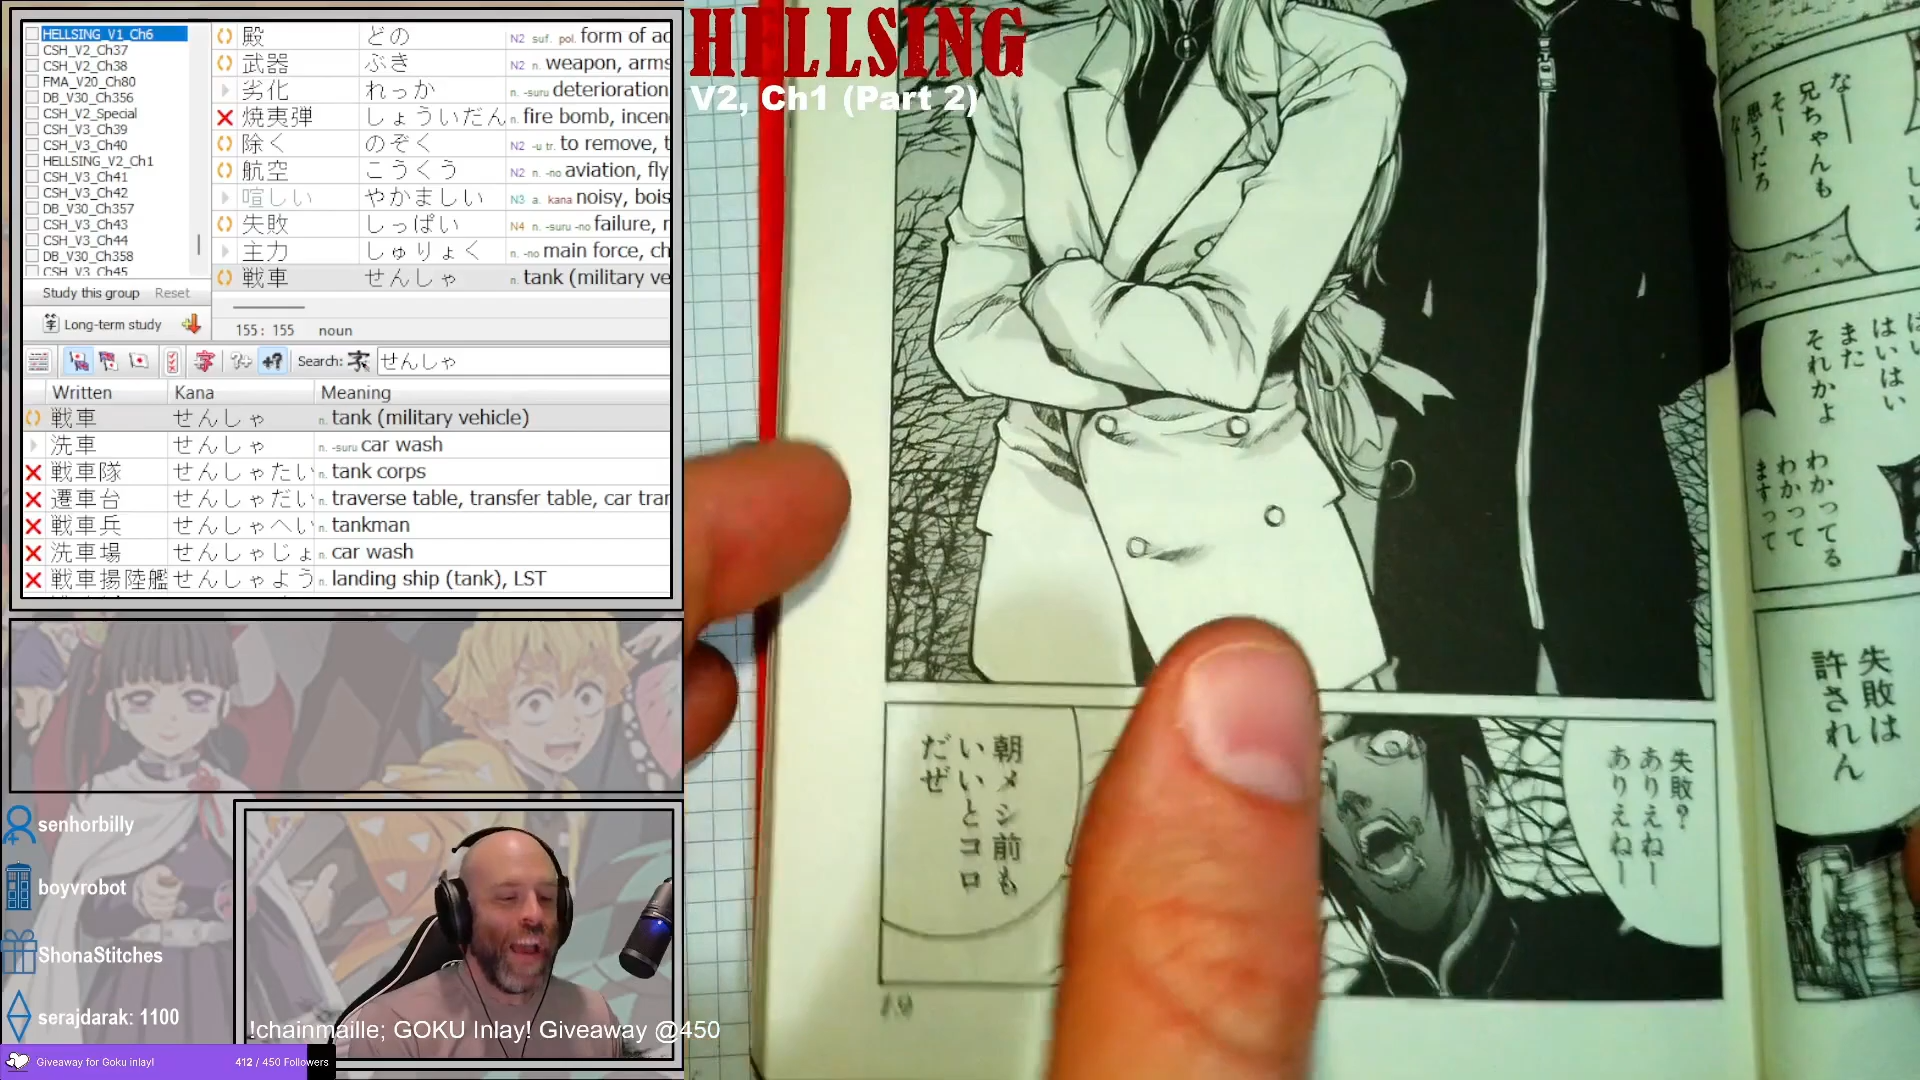 HELLSING_V1_Ch6
CSH_V2_Ch37
CSH_V2_Ch38
FMA_V20_Ch80
DB_V30_Ch356
CSH_V2_Special
CSH_V3_Ch39
CSH_V3_Ch40
HELLSING_V2_Ch1
CSH_V3_Ch41
CSH_V3_Ch42
DB_V30_Ch357
CSH_V3_Ch43
CSH_V3_Ch44
DB_V30_Ch358
CSH_V3_Ch45
Study this group Reset
Long-term study
殿 どの N2 suf. pol. form of ad
武器 ぶき N2 n. weapon, arms
劣化 れっか n. -suru deterioration
焼夷弾 しょういだん n. fire bomb, incen
除く のぞく N2 -u tr. to remove, t
航空 こうくう N2 n. -no aviation, fly
喧しい やかましい N3 a. kana noisy, bois
失敗 しっぱい N4 n. -suru -no failure, r
主力 しゅりょく n. -no main force, ch
戦車 せんしゃ n. tank (military ve
155: 155 noun
Search: せんしゃ
Written Kana Meaning
戦車 せんしゃ n. tank (military vehicle)
洗車 せんしゃ n. -suru car wash
戦車隊 せんしゃたい n. tank corps
遷車台 せんしゃだい n. traverse table, transfer table, car trar
戦車兵 せんしゃへい n. tankman
洗車場 せんしゃじょ n. car wash
戦車揚陸艦 せんしゃよう n. landing ship (tank), LST
senhorbilly
boyvrobot
ShonaStitches
serajdarak: 1100
!chainmaille; GOKU Inlay! Giveaway @450
Giveaway for Goku inlay! 412 / 450 Followers
HELLSING
V2, Ch1 (Part 2)
なー
兄ちゃんも
そー
思うだろ
なー
はいはい
また
それかよ
わかってる
わかって
ますって
失敗は
許されん
失敗?
ありえねー
ありえねー
朝メシ前も
いいとコロ
だぜ